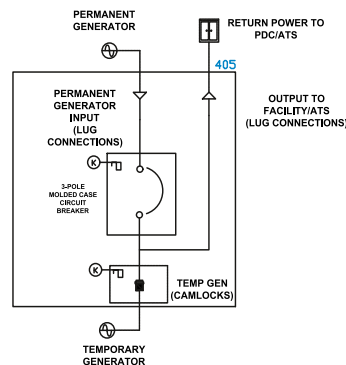 PERMANENT
GENERATOR
RETURN POWER TO
PDC/ATS
405
PERMANENT
GENERATOR
INPUT
(LUG
CONNECTIONS)
OUTPUT TO
FACILITY/ATS
(LUG CONNECTIONS)
K
3-POLE
MOLDED CASE
CIRCUIT
BREAKER
K
TEMP GEN
(CAMLOCKS)
TEMPORARY
GENERATOR